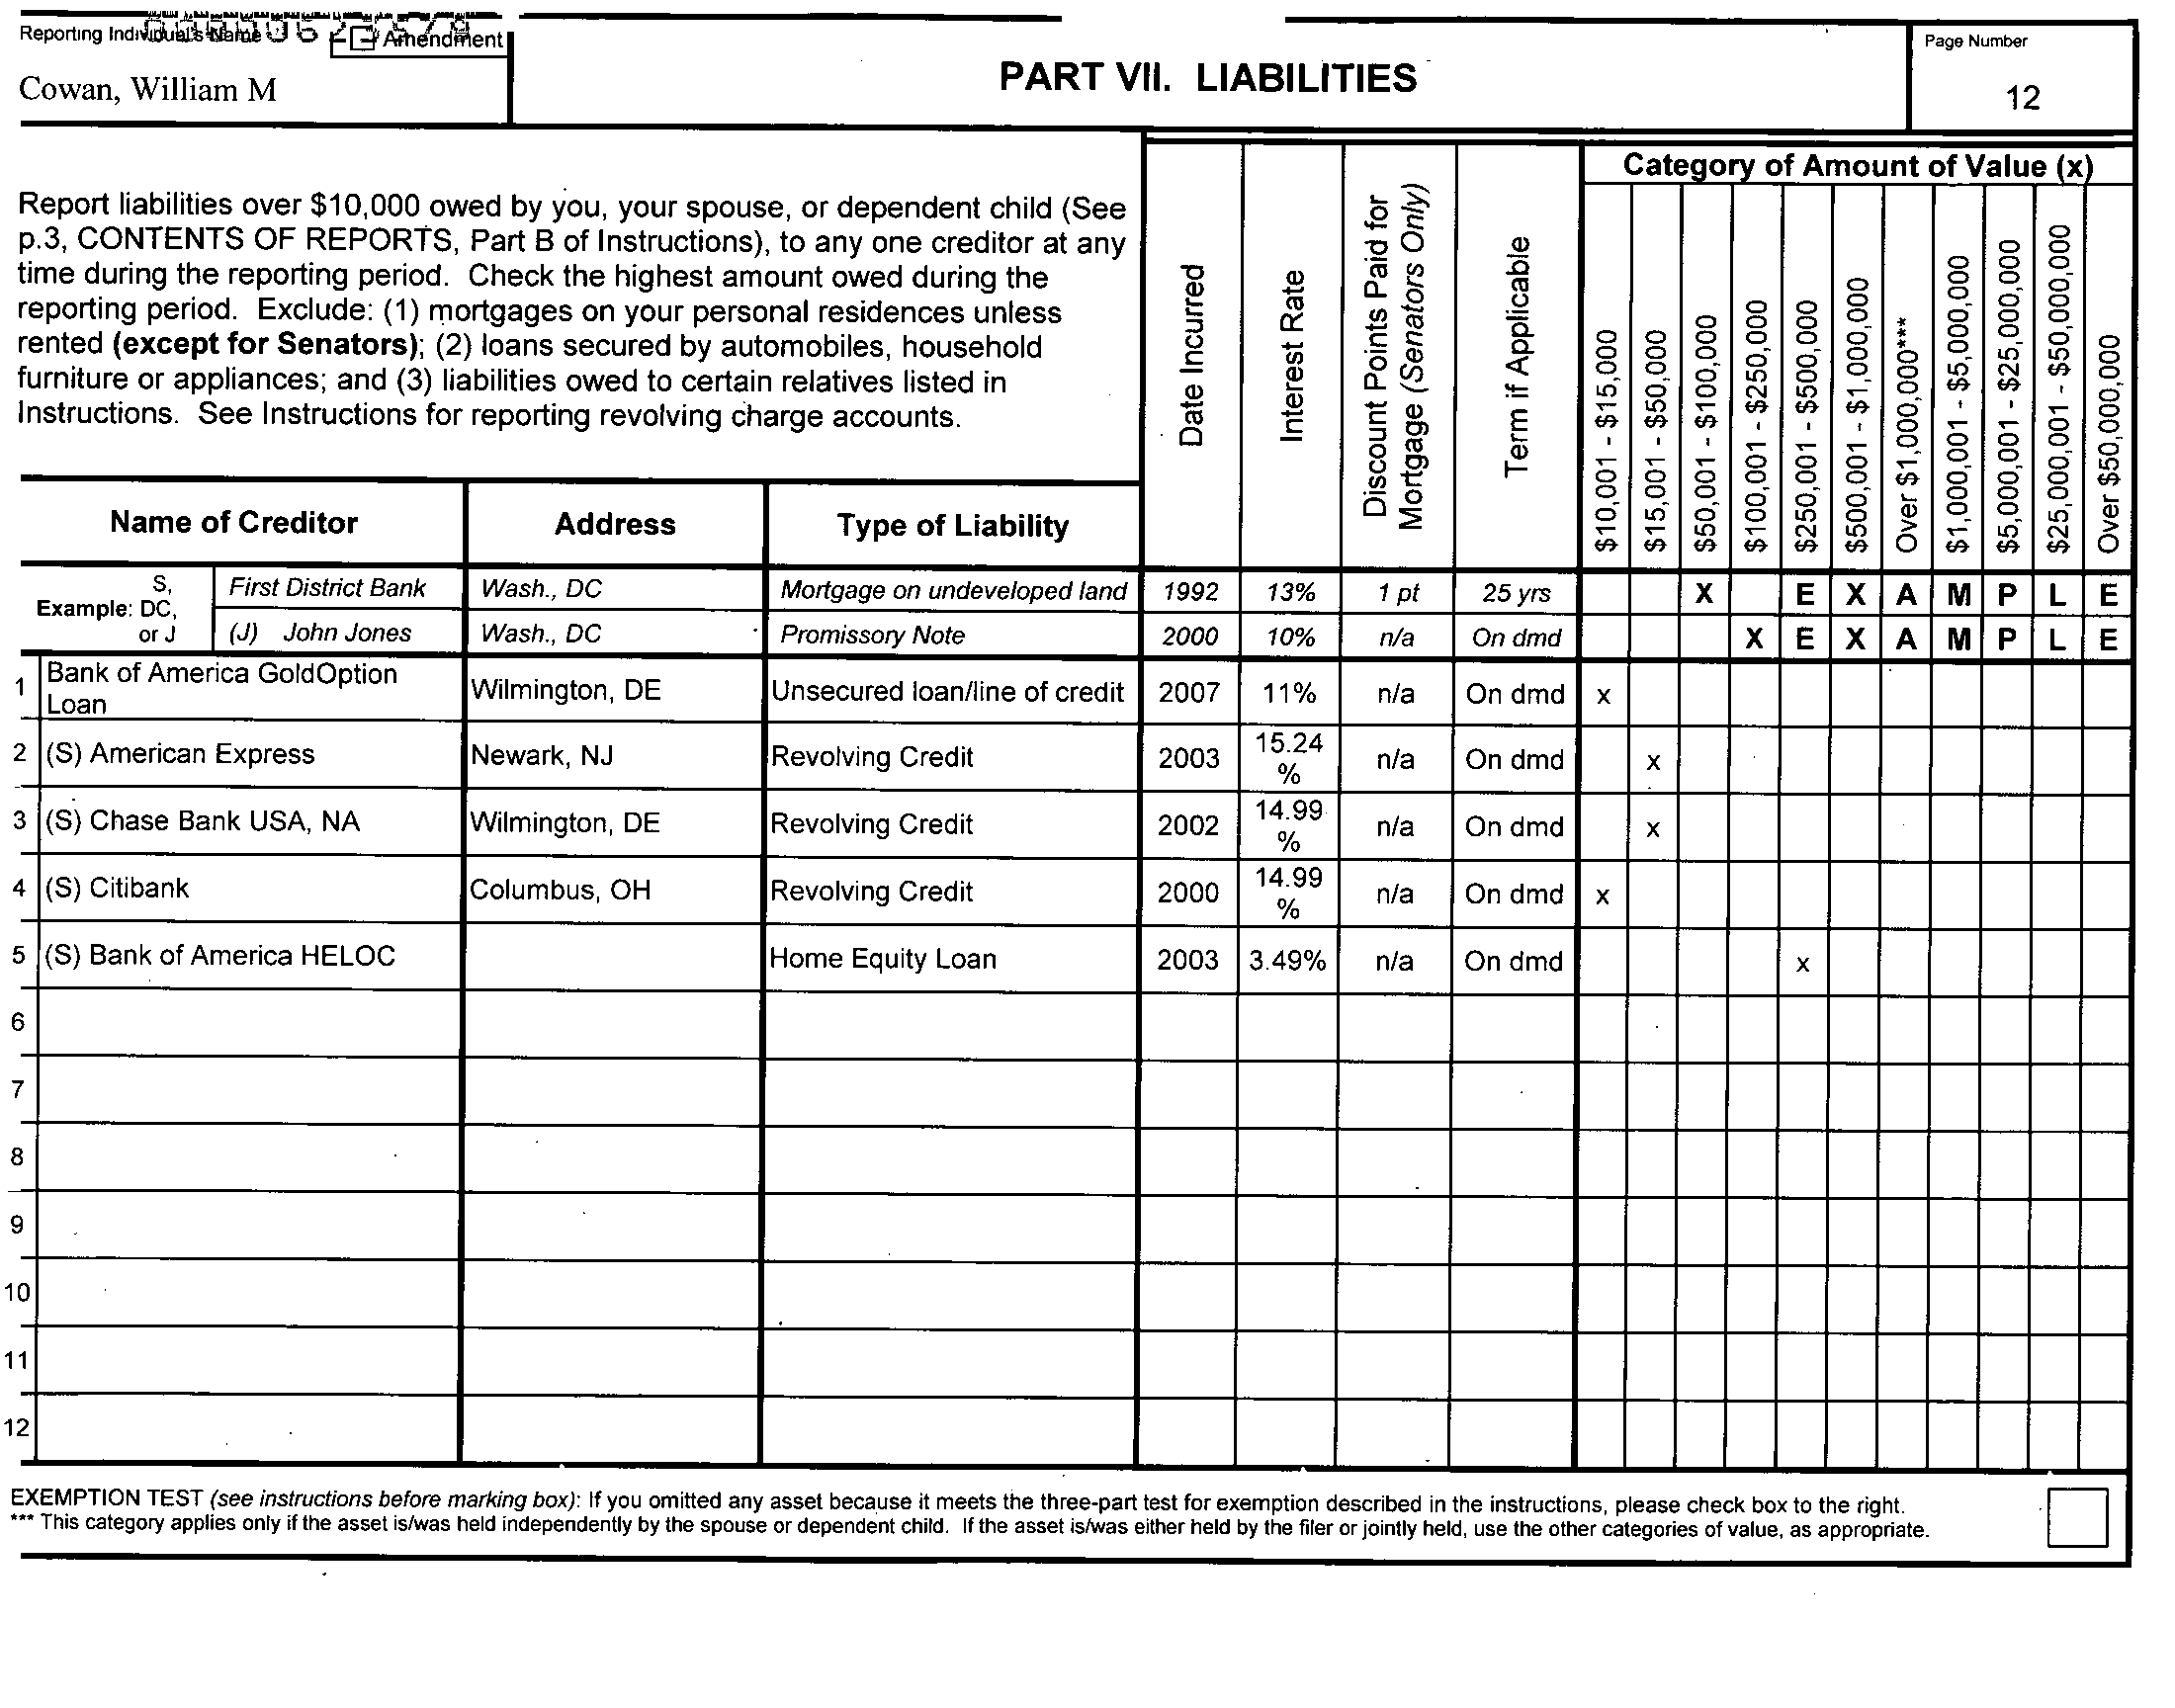 Reporting Individual's Name
Amendment
Cowan, William M
PART VII. LIABILITIES
Page Number
12
Report liabilities over $10,000 owed by you, your spouse, or dependent child (See
p.3, CONTENTS OF REPORTS, Part B of Instructions), to any one creditor at any
time during the reporting period. Check the highest amount owed during the
reporting period. Exclude: (1) mortgages on your personal residences unless
rented (except for Senators); (2) loans secured by automobiles, household
furniture or appliances; and (3) liabilities owed to certain relatives listed in
Instructions. See Instructions for reporting revolving charge accounts.
Date Incurred
Interest Rate
Discount Points Paid for
Mortgage (Senators Only)
Term if Applicable
Category of Amount of Value (x)
$10,001 - $15,000
$15,001 - $50,000
$50,001 - $100,000
$100,001 - $250,000
$250,001 - $500,000
$500,001 - $1,000,000
Over $1,000,000***
$1,000,001 - $5,000,000
$5,000,001 - $25,000,000
$25,000,001 - $50,000,000
Over $50,000,000
Name of Creditor Address Type of Liability
Example: S, DC, or J
First District Bank Wash., DC Mortgage on undeveloped land 1992 13% 1 pt 25 yrs X E X A M P L E
(J) John Jones Wash., DC Promissory Note 2000 10% n/a On dmd X E X A M P L E
1 Bank of America GoldOption Loan Wilmington, DE Unsecured loan/line of credit 2007 11% n/a On dmd x
2 (S) American Express Newark, NJ Revolving Credit 2003 15.24 % n/a On dmd x
3 (S) Chase Bank USA, NA Wilmington, DE Revolving Credit 2002 14.99 % n/a On dmd x
4 (S) Citibank Columbus, OH Revolving Credit 2000 14.99 % n/a On dmd x
5 (S) Bank of America HELOC Home Equity Loan 2003 3.49% n/a On dmd x
6
7
8
9
10
11
12
EXEMPTION TEST (see instructions before marking box): If you omitted any asset because it meets the three-part test for exemption described in the instructions, please check box to the right.
*** This category applies only if the asset is/was held independently by the spouse or dependent child. If the asset is/was either held by the filer or jointly held, use the other categories of value, as appropriate.